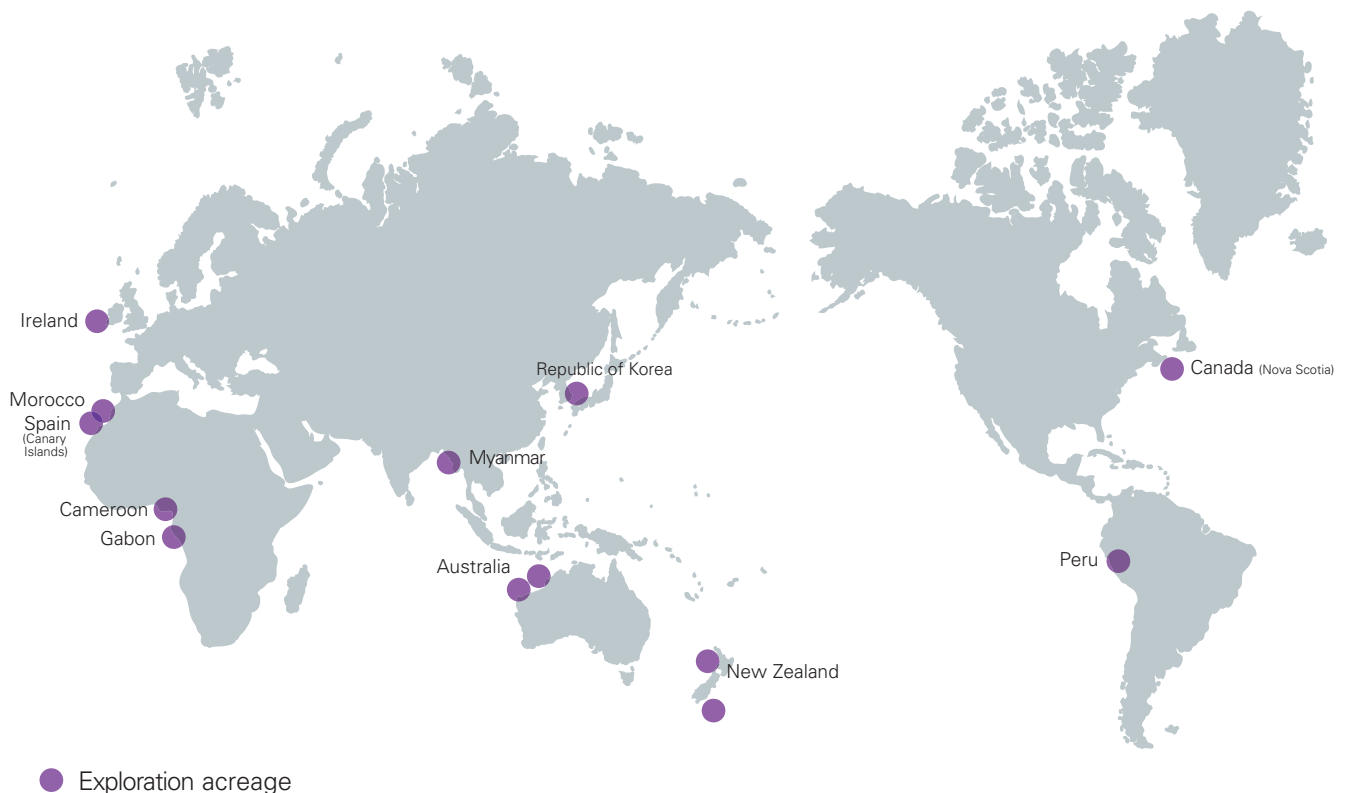 Ireland
Republic of Korea
Canada (Nova Scotia)
Morocco
Spain
(Canary
Islands)
Myanmar
Cameroon
Gabon
Australia
Peru
New Zealand
Exploration acreage